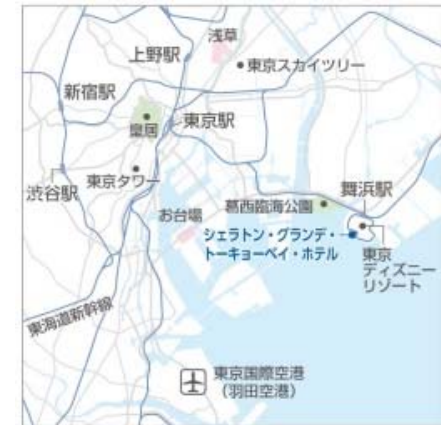 浅草
上野駅
東京スカイツリー
新宿駅
東京駅
皇居
渋谷駅
東京タワー
舞浜駅
お台場
葛西臨海公園
シェラトン・グランデ・
トーキョーベイ・ホテル
東京
ディズニー
リゾート
東海道新幹線
東京国際空港
（羽田空港）